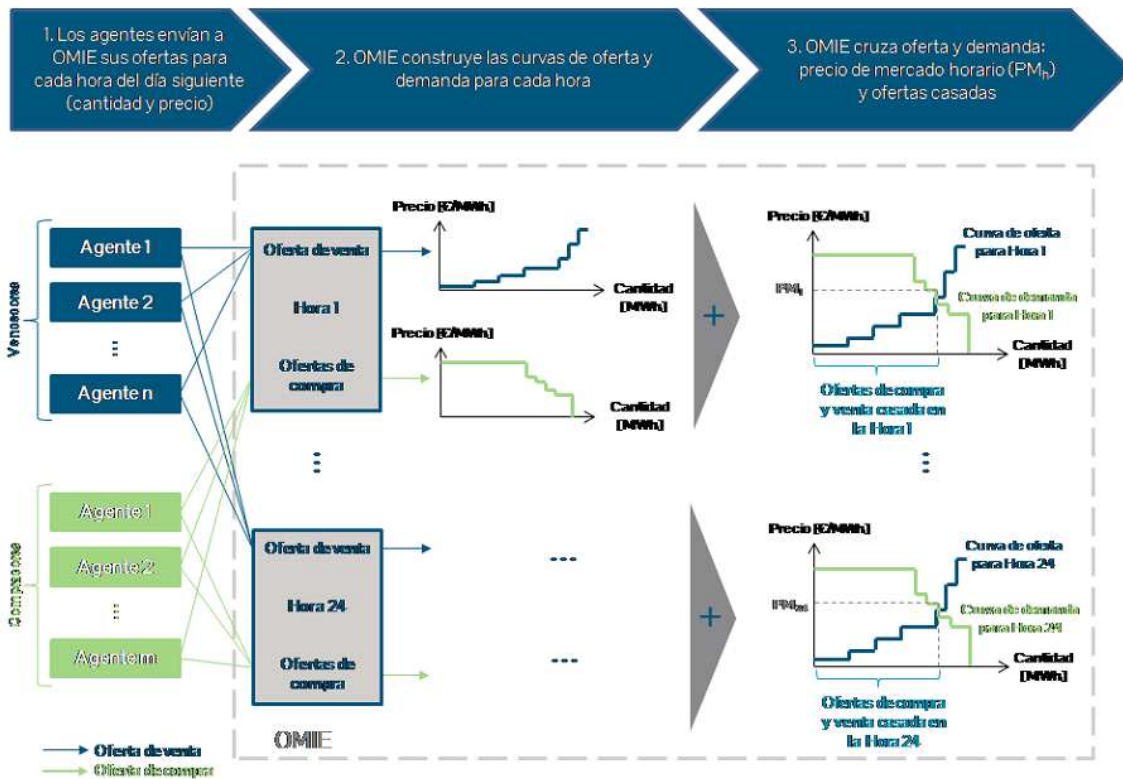 1. Los agentes envían a
OMIE sus ofertas para
cada hora del día siguiente
(cantidad y precio)
2. OMIE construye las curvas de oferta y
demanda para cada hora
3. OMIE cruza oferta y demanda:
precio de mercado horario (PMh)
y ofertas casadas
Agente 1
Agente 2
...
Agente n
Agente 1
Agente 2
...
Agente m
Oferta de venta
Hora 1
Ofertas de
compra
...
Oferta de venta
Hora 24
Ofertas de
compra
OMIE
Precio [€/MWh]
Cantidad
[MWh]
Precio [€/MWh]
Cantidad
[MWh]
...
...
+
+
Precio [€/MWh]
Curva de oferta
para Hora 1
PM1
Curva de demanda
para Hora 1
Cantidad
[MWh]
Ofertas de compra
y venta casada en
la Hora 1
...
Precio [€/MWh]
Curva de oferta
para Hora 24
PM24
Curva de demanda
para Hora 24
Cantidad
[MWh]
Ofertas de compra
y venta casada en
la Hora 24
Oferta de venta
Oferta de compra